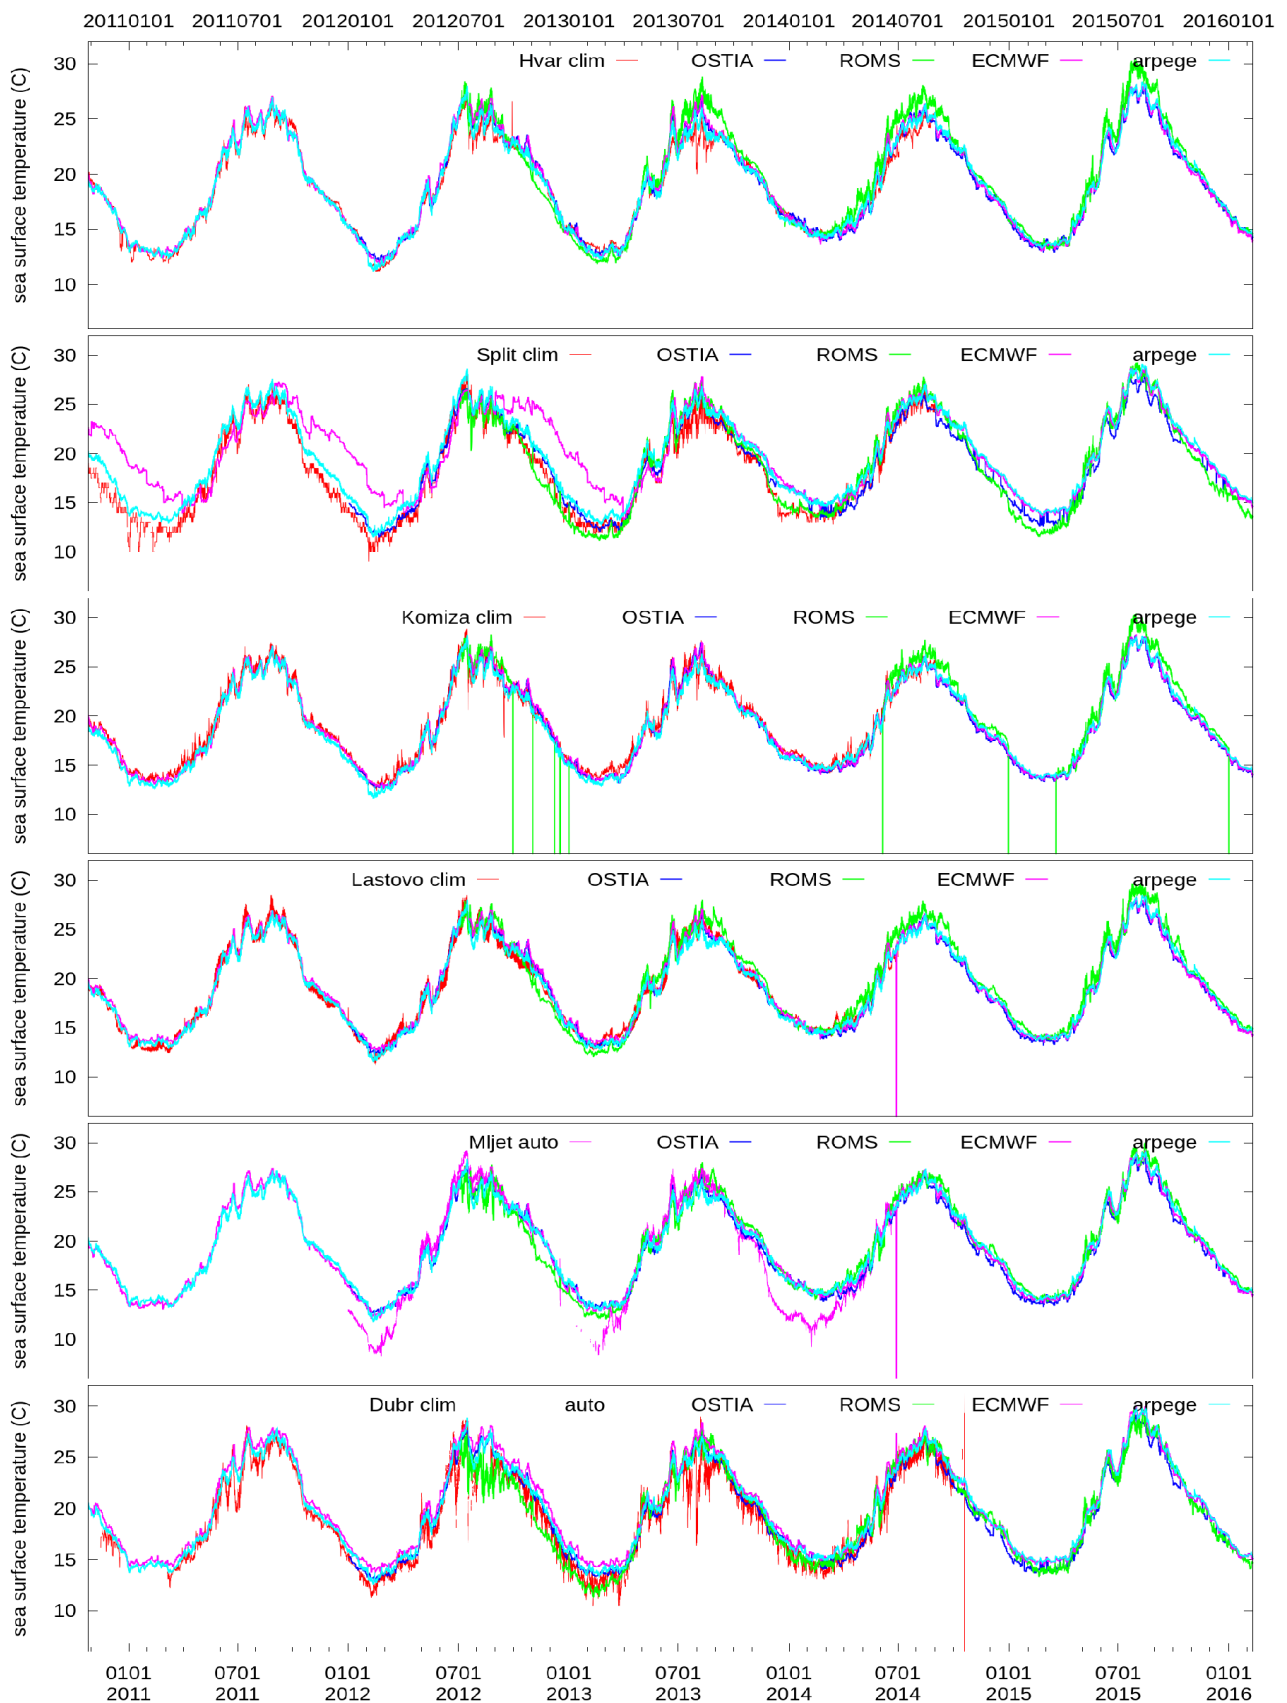 20110101 20110701 20120101 20120701 20130101 20130701 20140101 20140701 20150101 20150701 20160101
sea surface temperature (C)
30
25
20
15
10
Hvar clim OSTIA ROMS ECMWF arpege
sea surface temperature (C)
30
25
20
15
10
Split clim OSTIA ROMS ECMWF arpege
sea surface temperature (C)
30
25
20
15
10
Komiza clim OSTIA ROMS ECMWF arpege
sea surface temperature (C)
30
25
20
15
10
Lastovo clim OSTIA ROMS ECMWF arpege
sea surface temperature (C)
30
25
20
15
10
Mljet auto OSTIA ROMS ECMWF arpege
sea surface temperature (C)
30
25
20
15
10
Dubr clim auto OSTIA ROMS ECMWF arpege
0101 0701 0101 0701 0101 0701 0101 0701 0101 0701 0101
2011 2011 2012 2012 2013 2013 2014 2014 2015 2015 2016